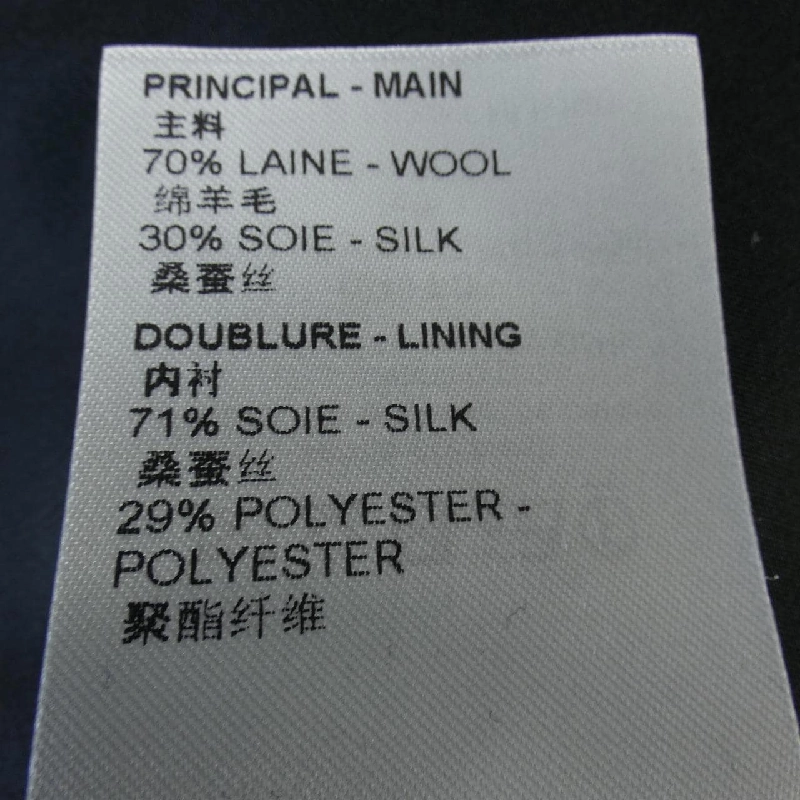 PRINCIPAL - MAIN
主料
70% LAINE - WOOL
绵羊毛
30% SOIE - SILK
桑蚕丝
DOUBLURE - LINING
内衬
71% SOIE - SILK
桑蚕丝
29% POLYESTER -
POLYESTER
聚酯纤维